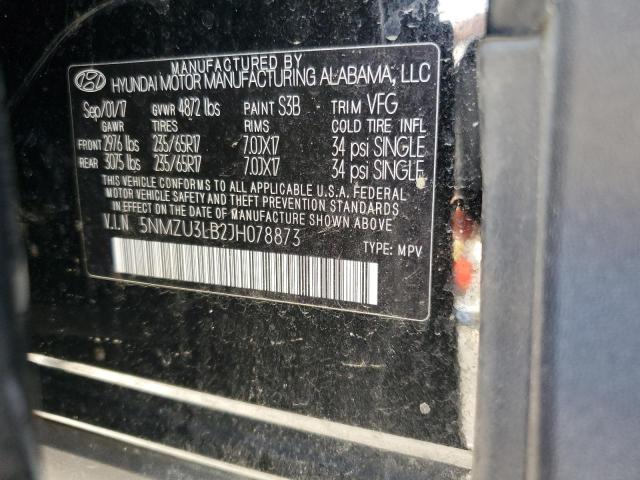 MANUFACTURED BY
HYUNDAI MOTOR MANUFACTURING ALABAMA, LLC
Sep/01/17 GVWR 4872 lbs PAINT S3B TRIM VFG
GAWR TIRES RIMS COLD TIRE INFL
FRONT 2976 lbs 235/65R17 7.0JX17 34 psi SINGLE
REAR 3075 lbs 235/65R17 7.0JX17 34 psi SINGLE
THIS VEHICLE CONFORMS TO ALL APPLICABLE U.S.A. FEDERAL
MOTOR VEHICLE SAFETY AND THEFT PREVENTION STANDARDS
IN EFFECT ON THE DATE OF MANUFACTURE SHOWN ABOVE
V.I.N 5NMZU3LB2JH078873
TYPE: MPV